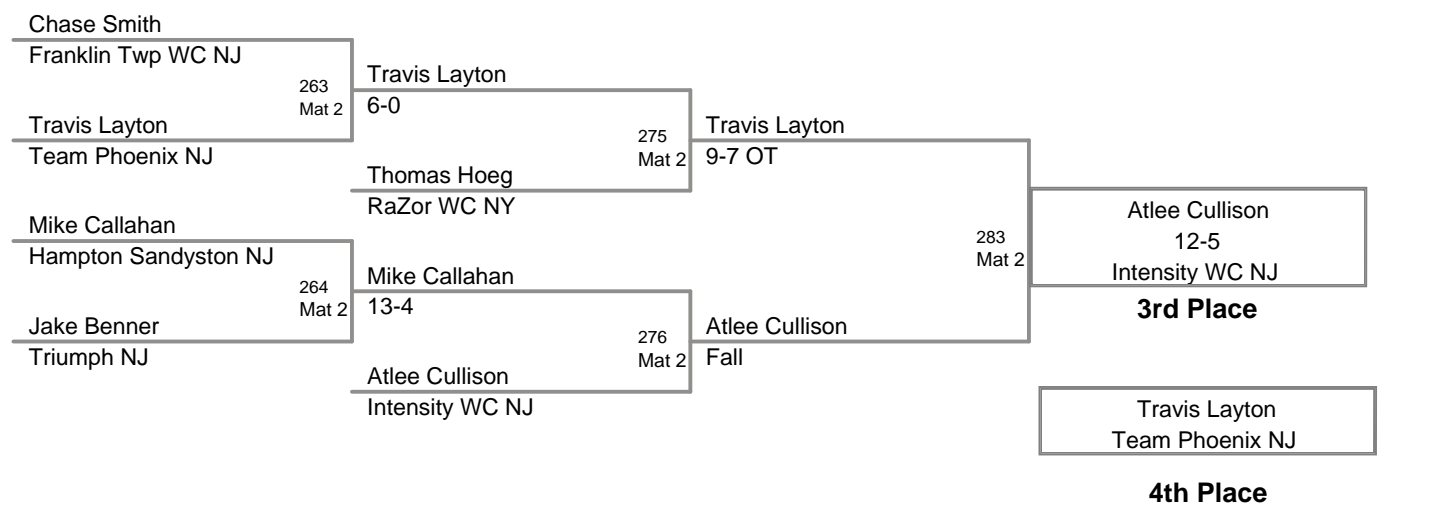 Chase Smith
Franklin Twp WC NJ
263
Mat 2
Travis Layton
Team Phoenix NJ
Travis Layton
6-0
Thomas Hoeg
RaZor WC NY
275
Mat 2
Travis Layton
9-7 OT
Mike Callahan
Hampton Sandyston NJ
264
Mat 2
Jake Benner
Triumph NJ
Mike Callahan
13-4
Atlee Cullison
Intensity WC NJ
276
Mat 2
Atlee Cullison
Fall
283
Mat 2
Atlee Cullison
12-5
Intensity WC NJ
3rd Place
Travis Layton
Team Phoenix NJ
4th Place